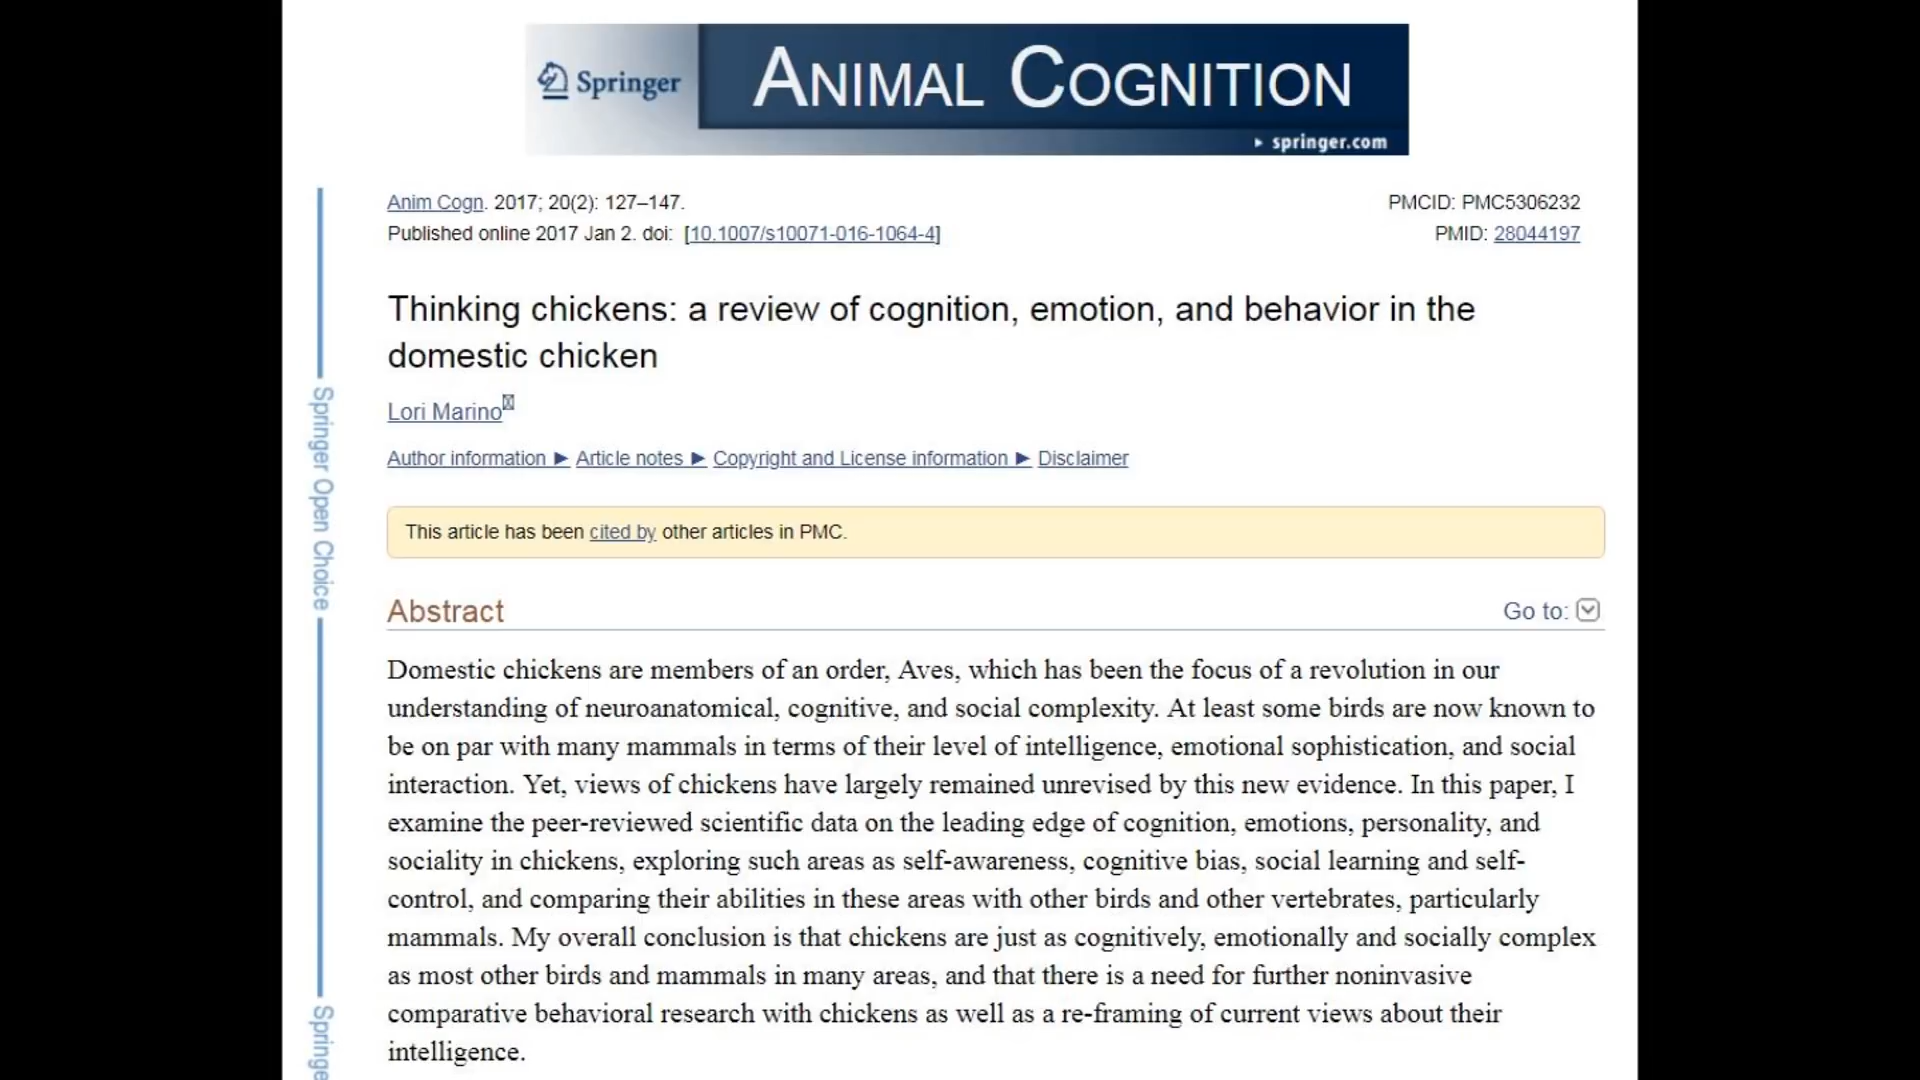 Springer
ANIMAL COGNITION
springer.com
Anim Cogn. 2017; 20(2): 127–147.
PMCID: PMC5306232
Published online 2017 Jan 2. doi: [10.1007/s10071-016-1064-4]
PMID: 28044197
Thinking chickens: a review of cognition, emotion, and behavior in the
domestic chicken
Lori Marino
Author information ► Article notes ► Copyright and License information ► Disclaimer
This article has been cited by other articles in PMC.
Abstract
Go to:
Domestic chickens are members of an order, Aves, which has been the focus of a revolution in our
understanding of neuroanatomical, cognitive, and social complexity. At least some birds are now known to
be on par with many mammals in terms of their level of intelligence, emotional sophistication, and social
interaction. Yet, views of chickens have largely remained unrevised by this new evidence. In this paper, I
examine the peer-reviewed scientific data on the leading edge of cognition, emotions, personality, and
sociality in chickens, exploring such areas as self-awareness, cognitive bias, social learning and self-
control, and comparing their abilities in these areas with other birds and other vertebrates, particularly
mammals. My overall conclusion is that chickens are just as cognitively, emotionally and socially complex
as most other birds and mammals in many areas, and that there is a need for further noninvasive
comparative behavioral research with chickens as well as a re-framing of current views about their
intelligence.
Springer Open Choice
Springe